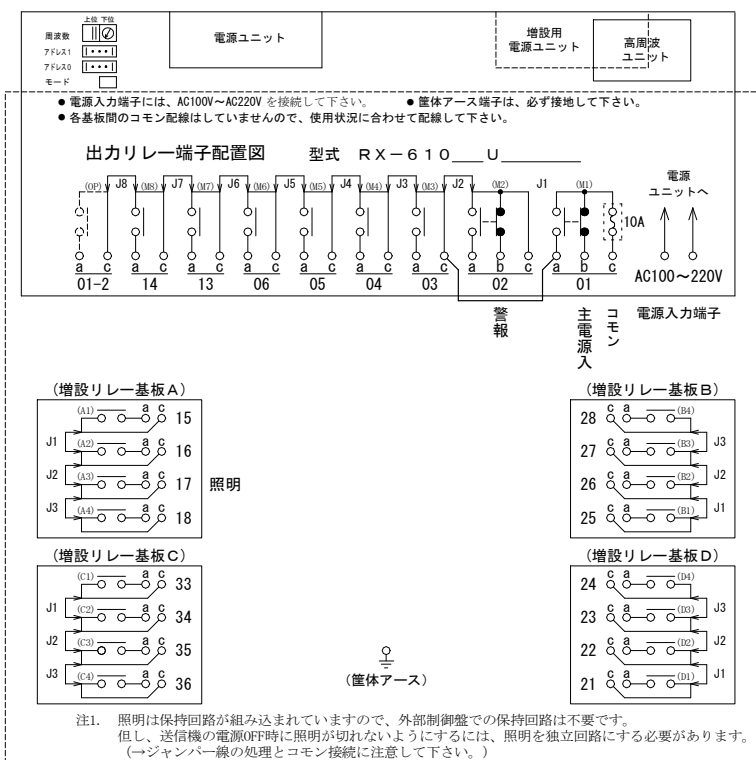 上位 下位
周波数
アドレス1
アドレス0
モード
電源ユニット
増設用
電源ユニット
高周波
ユニット
● 電源入力端子には、AC100V～AC220V を接続して下さい。 ● 筐体アース端子は、必ず接地して下さい。
● 各基板間のコモン配線はしていませんので、使用状況に合わせて配線して下さい。
出力リレー端子配置図 型式 RX－610___U________
電源
ユニットへ
(OP) J8 (M8) J7 (M7) J6 (M6) J5 (M5) J4 (M4) J3 (M3) J2 (M2) J1 (M1)
10A
a c a c a c a c a c a c a c a b c a b c
01-2 14 13 06 05 04 03 02 01
AC100～220V
警報
主電源入
コモン
電源入力端子
(増設リレー基板A)
(A1) a c 15
J1 (A2) a c 16
J2 (A3) a c 17 照明
J3 (A4) a c 18
(増設リレー基板B)
28 c a (B4)
27 c a (B3) J3
26 c a (B2) J2
25 c a (B1) J1
(増設リレー基板C)
(C1) a c 33
J1 (C2) a c 34
J2 (C3) a c 35
J3 (C4) a c 36
(増設リレー基板D)
24 c a (D4)
23 c a (D3) J3
22 c a (D2) J2
21 c a (D1) J1
(筐体アース)
注1. 照明は保持回路が組み込まれていますので、外部制御盤での保持回路は不要です。
但し、送信機の電源OFF時に照明が切れないようにするには、照明を独立回路にする必要があります。
(→ジャンパー線の処理とコモン接続に注意して下さい。)